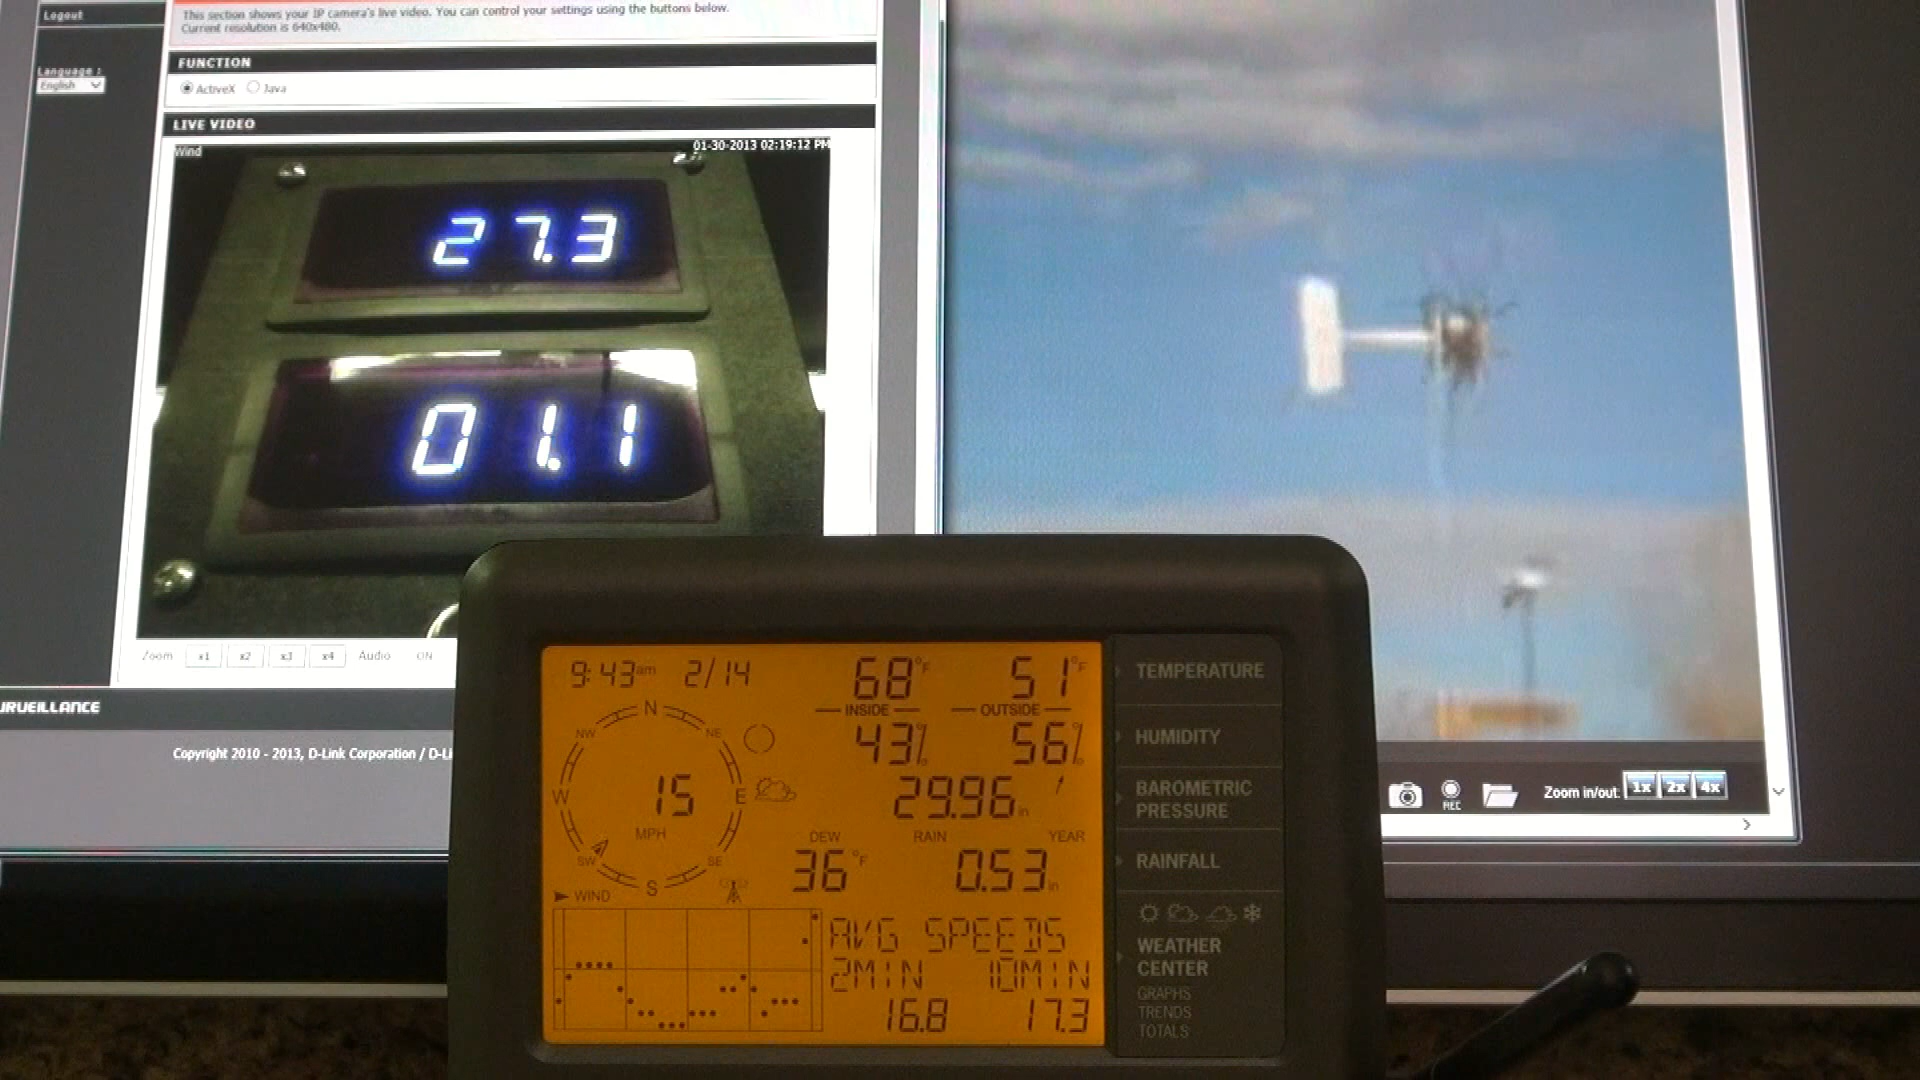 Logout
This section shows your IP camera's live video. You can control your settings using the buttons below.
Current resolution is 640x480.
Language :
English
FUNCTION
ActiveX Java
LIVE VIDEO
Wind 01-30-2013 02:19:12 PM
27.3
01.1
Zoom x1 x2 x3 x4 Audio ON
Copyright 2010 - 2013, D-Link Corporation /
REC
Zoom in/out: 1x 2x 4x
9:43am 2/14
68°F 51°F
INSIDE OUTSIDE
43% 56%
N
NW NE
W 15 E
MPH
SW SE
S
29.96in
DEW RAIN YEAR
36°F 0.53in
WIND
AVG SPEEDS
2MIN 10MIN
16.8 17.3
TEMPERATURE
HUMIDITY
BAROMETRIC
PRESSURE
RAINFALL
WEATHER
CENTER
GRAPHS
TRENDS
TOTALS